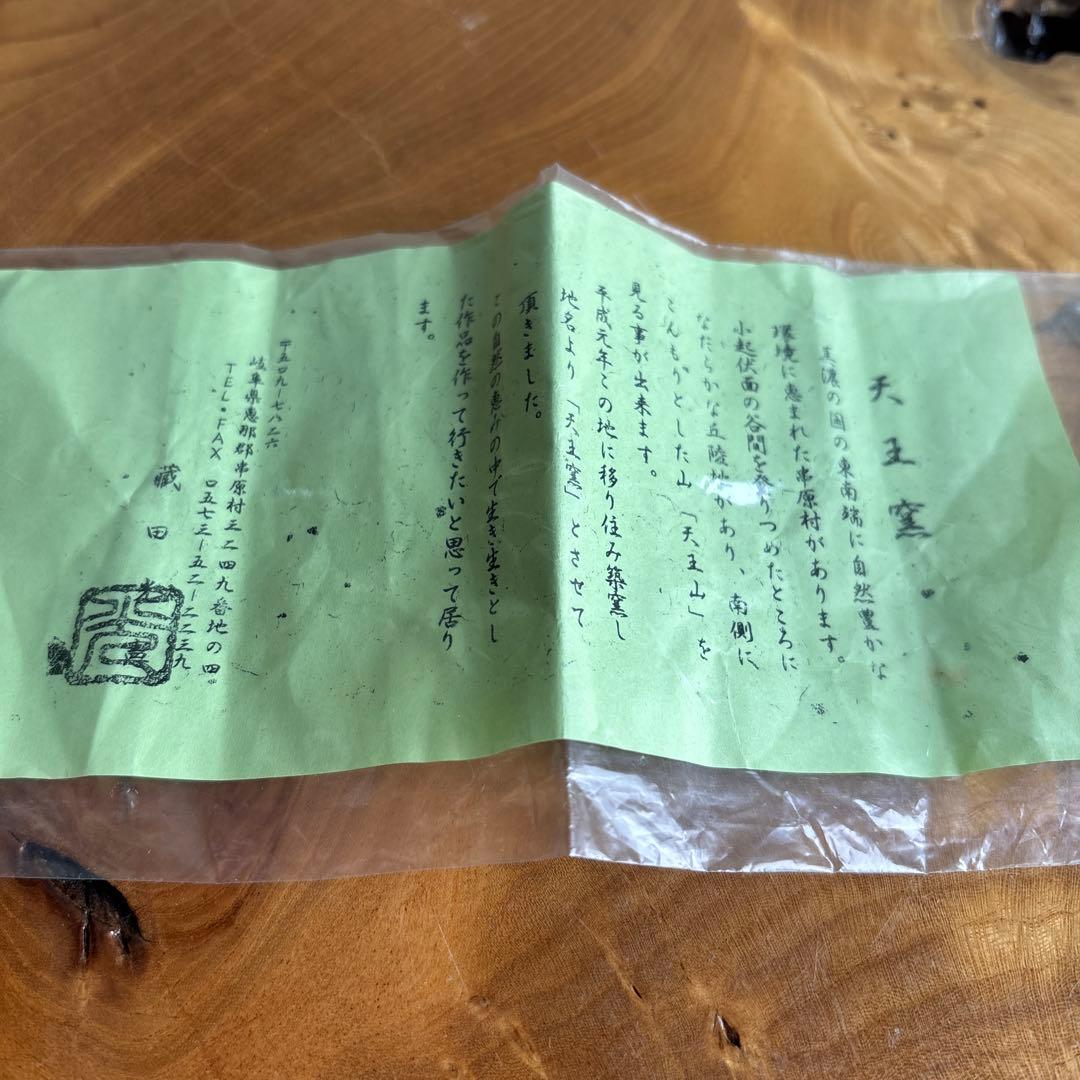 天王窯
美濃の国の東南端に自然豊かな
環境に恵まれた串原村があります。
小起伏面の谷間を登りつめたところに
なだらかな丘陵地があり、南側に
こんもりとした山「天王山」を
見る事が出来ます。
平成元年この地に移り住み築窯し
地名より「天王窯」とさせて
頂きました。
この自然の恵みの中で生き生きとし
た作品を作って行きたいと思って居り
ます。
〒五〇九ー七八二六
岐阜県恵那郡串原村三二四九番地の四
TEL・FAX 〇五七三ー五二ー二二三九
蔵田